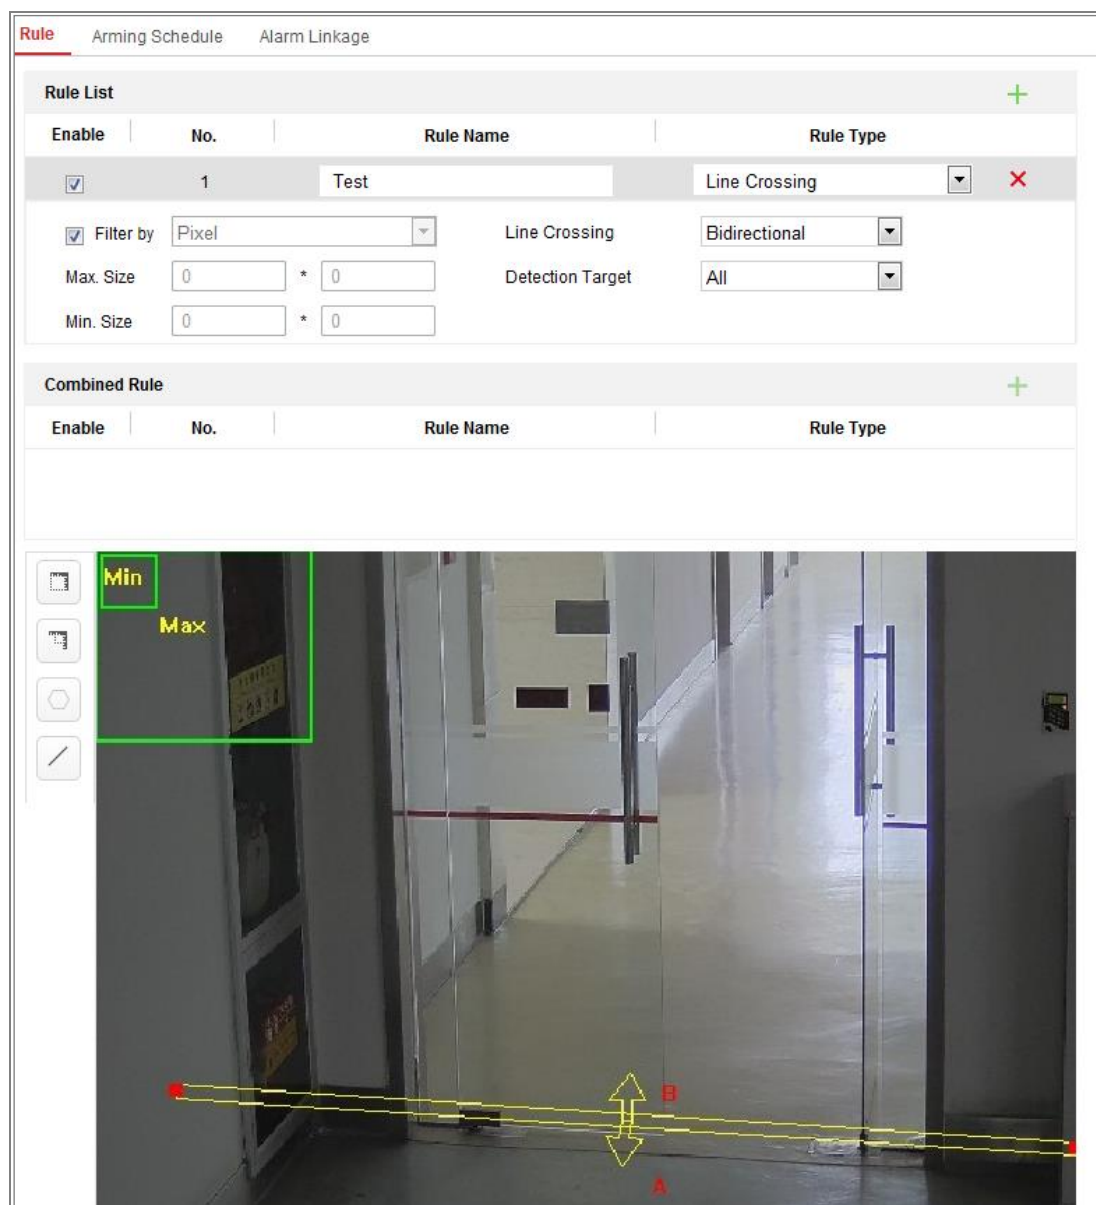 Rule Arming Schedule Alarm Linkage
Rule List
Enable No. Rule Name Rule Type
1 Test Line Crossing
Filter by Pixel Line Crossing Bidirectional
Max. Size 0 * 0 Detection Target All
Min. Size 0 * 0
Combined Rule
Enable No. Rule Name Rule Type
Min
Max
B
A